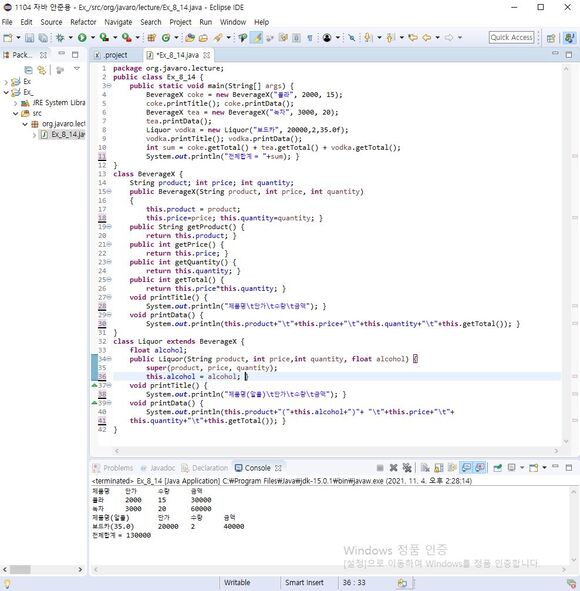 1104 자바 안준용 - Ex_/src/org/javaro/lecture/Ex_8_14.java - Eclipse IDE
File Edit Source Refactor Navigate Search Project Run Window Help
Quick Access
Pack...
.project
*Ex_8_14.java
Ex
Ex_
JRE System Libra
src
org.javaro.lect
Ex_8_14.jav
1 package org.javaro.lecture;
2 public class Ex_8_14 {
3 public static void main(String[] args) {
4 BeverageX coke = new BeverageX("콜라", 2000, 15);
5 coke.printTitle(); coke.printData();
6 BeverageX tea = new BeverageX("녹차", 3000, 20);
7 tea.printData();
8 Liquor vodka = new Liquor("보드카", 20000,2,35.0f);
9 vodka.printTitle(); vodka.printData();
10 int sum = coke.getTotal() + tea.getTotal() + vodka.getTotal();
11 System.out.println("전체합계 = "+sum); }
12 }
13 class BeverageX {
14 String product; int price; int quantity;
15 public BeverageX(String product, int price, int quantity)
16 {
17 this.product = product;
18 this.price=price; this.quantity=quantity; }
19 public String getProduct() {
20 return this.product; }
21 public int getPrice() {
22 return this.price; }
23 public int getQuantity() {
24 return this.quantity; }
25 public int getTotal() {
26 return this.price*this.quantity; }
27 void printTitle() {
28 System.out.println("제품명\t단가\t수량\t금액"); }
29 void printData() {
30 System.out.println(this.product+"\t"+this.price+"\t"+this.quantity+"\t"+this.getTotal()); }
31 }
32 class Liquor extends BeverageX {
33 float alcohol;
34 public Liquor(String product, int price,int quantity, float alcohol) {
35 super(product, price, quantity);
36 this.alcohol = alcohol; }
37 void printTitle() {
38 System.out.println("제품명(알콜)\t단가\t수량\t금액"); }
39 void printData() {
40 System.out.println(this.product+"("+this.alcohol+")"+ "\t"+this.price+"\t"+
41 this.quantity+"\t"+this.getTotal()); }
42 }
Problems Javadoc Declaration Console
<terminated> Ex_8_14 [Java Application] C:\Program Files\Java\jdk-15.0.1\bin\javaw.exe (2021. 11. 4. 오후 2:28:14)
제품명 단가 수량 금액
콜라 2000 15 30000
녹차 3000 20 60000
제품명(알콜) 단가 수량 금액
보드카(35.0) 20000 2 40000
전체합계 = 130000
Windows 정품 인증
[설정]으로 이동하여 Windows를 정품 인증합니다.
Writable Smart Insert 36 : 33